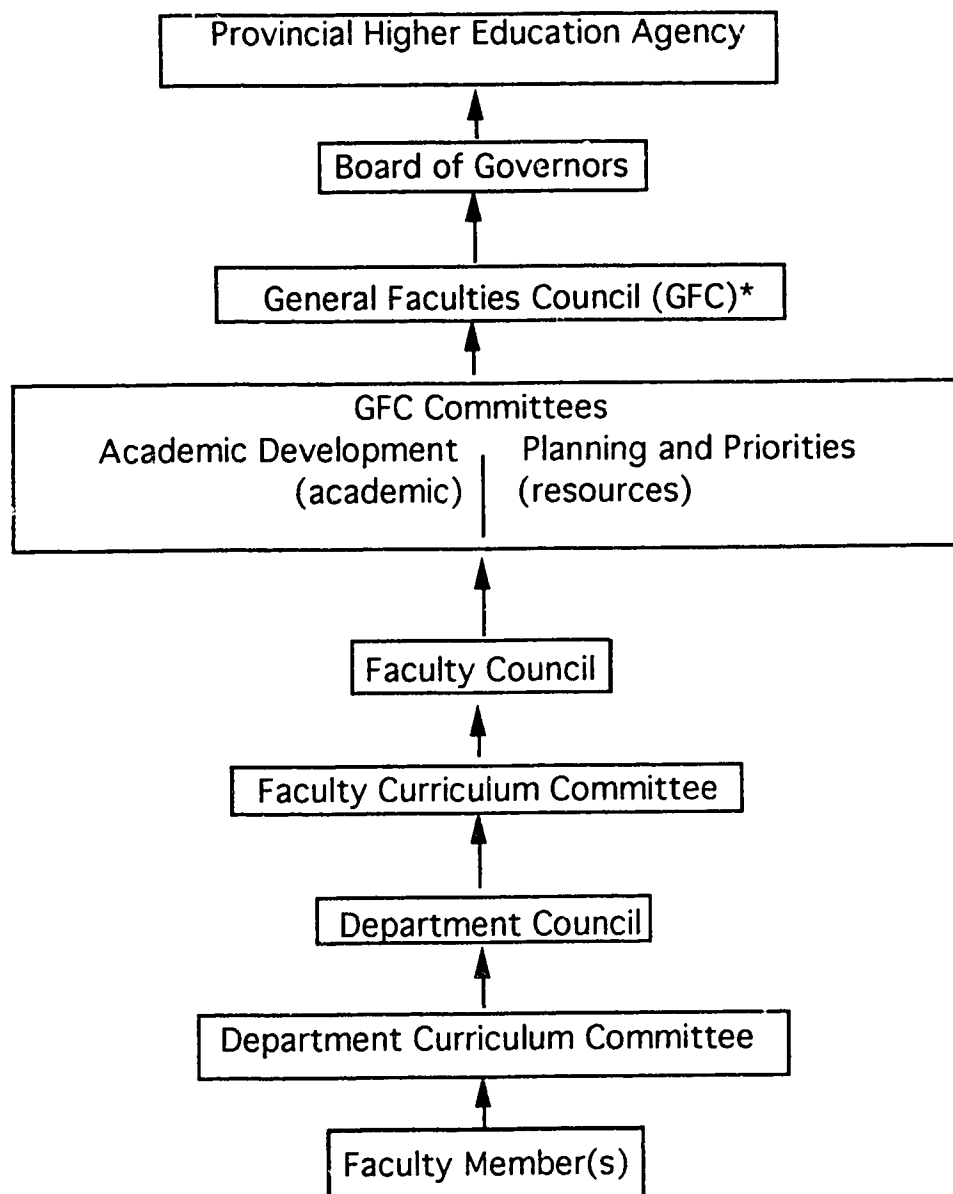 Provincial Higher Education Agency
Board of Governors
General Faculties Council (GFC)*
GFC Committees
Academic Development Planning and Priorities
(academic) (resources)
Faculty Council
Faculty Curriculum Committee
Department Council
Department Curriculum Committee
Faculty Member(s)